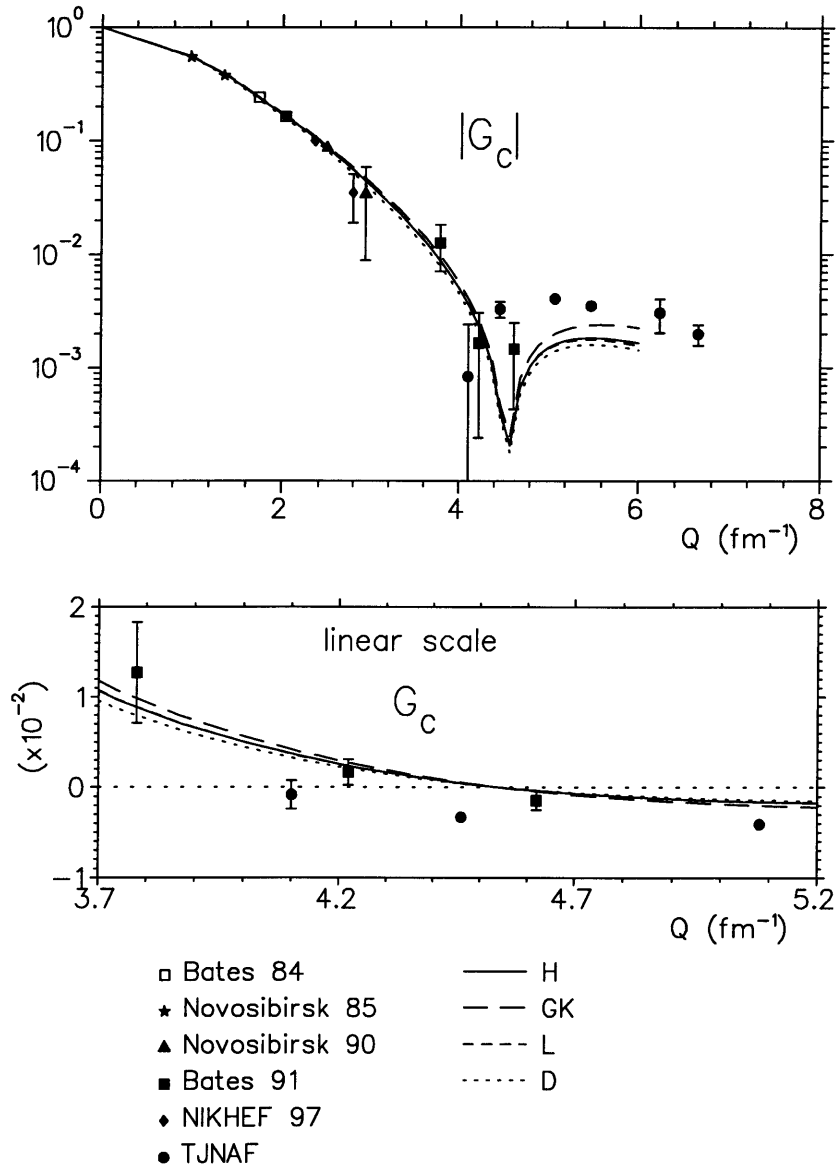 10⁰
10⁻¹
|G_C|
10⁻²
10⁻³
10⁻⁴
0 2 4 6 8
Q (fm⁻¹)
2
linear scale
1
G_C
(x10⁻²)
0
−1
3.7 4.2 4.7 5.2
Q (fm⁻¹)
Bates 84
Novosibirsk 85
Novosibirsk 90
Bates 91
NIKHEF 97
TJNAF
H
GK
L
D